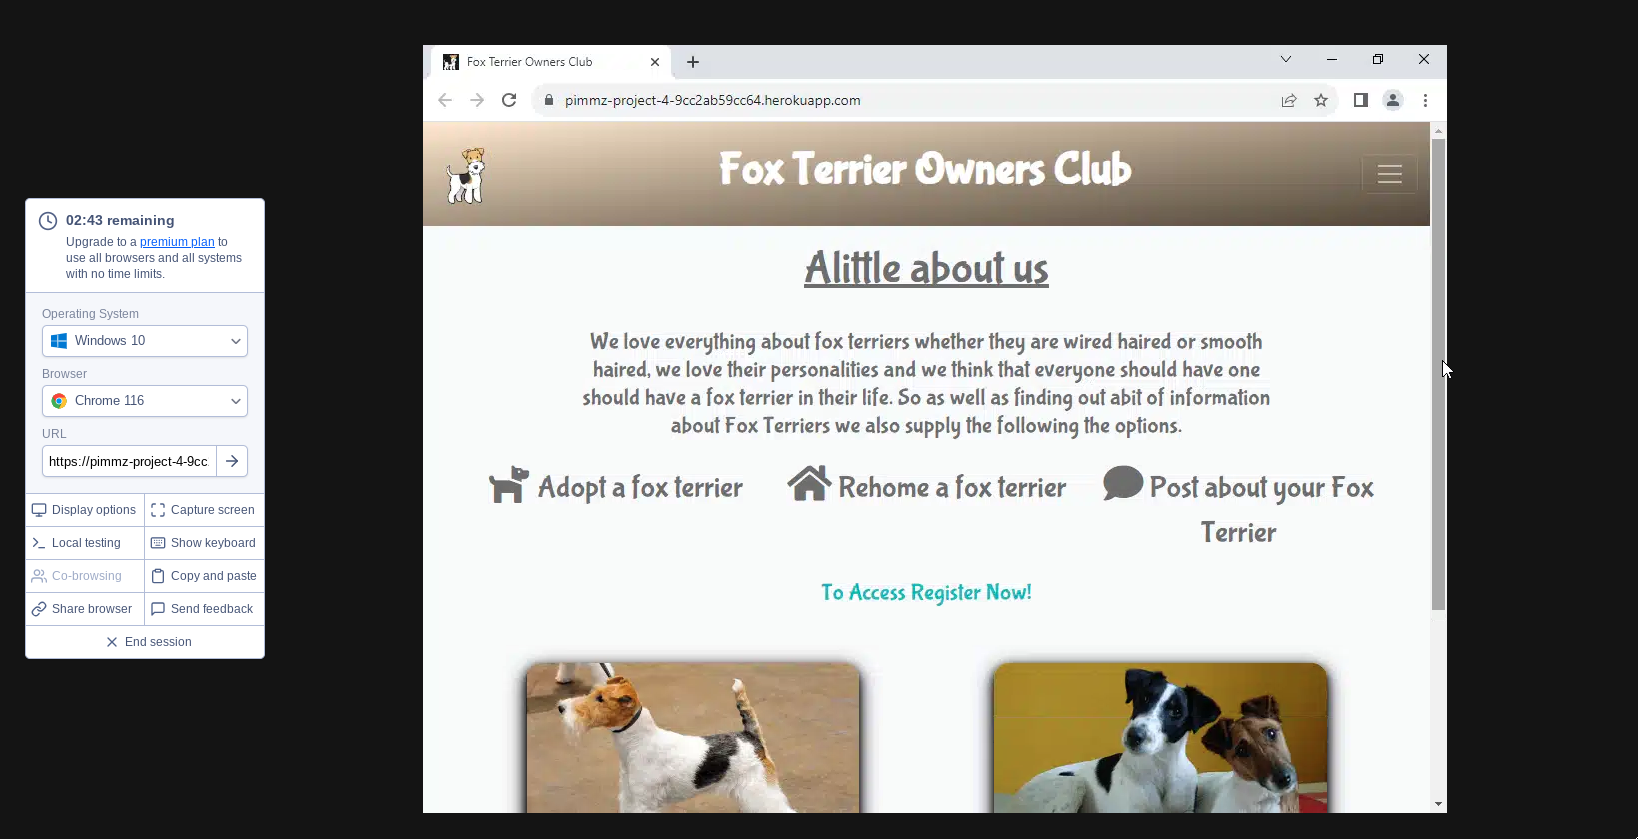 02:43 remaining
Upgrade to a premium plan to
use all browsers and all systems
with no time limits.
Operating System
Windows 10
Browser
Chrome 116
URL
https://pimmz-project-4-9cc
Display options
Capture screen
Local testing
Show keyboard
Co-browsing
Copy and paste
Share browser
Send feedback
End session
Fox Terrier Owners Club
pimmz-project-4-9cc2ab59cc64.herokuapp.com
Fox Terrier Owners Club
Alittle about us
We love everything about fox terriers whether they are wired haired or smooth
haired, we love their personalities and we think that everyone should have one
should have a fox terrier in their life. So as well as finding out abit of information
about Fox Terriers we also supply the following the options.
Adopt a fox terrier
Rehome a fox terrier
Post about your Fox
Terrier
To Access Register Now!